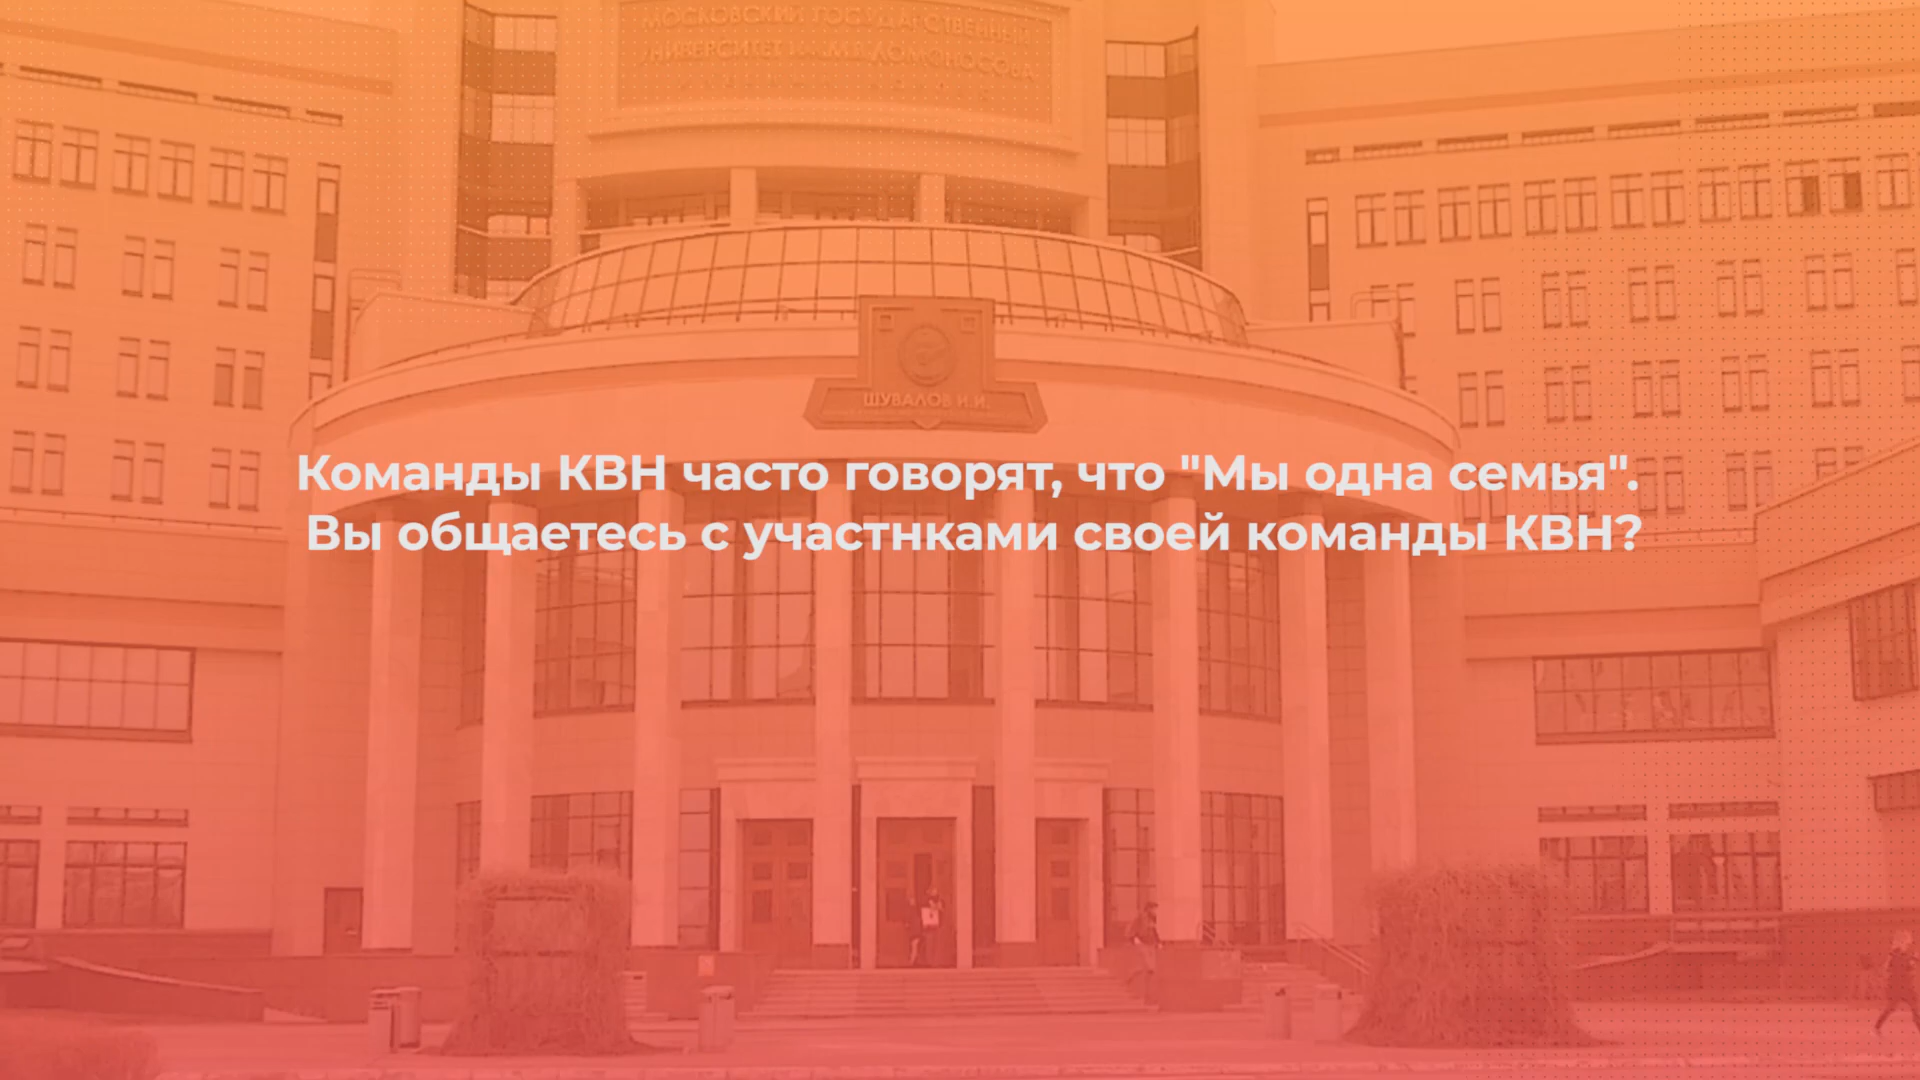 МОСКОВСКИЙ ГОСУДАРСТВЕННЫЙ
УНИВЕРСИТЕТ ИМ. М.В. ЛОМОНОСОВА
ШУВАЛОВ И.И.
Команды КВН часто говорят, что "Мы одна семья".
Вы общаетесь с участнками своей команды КВН?